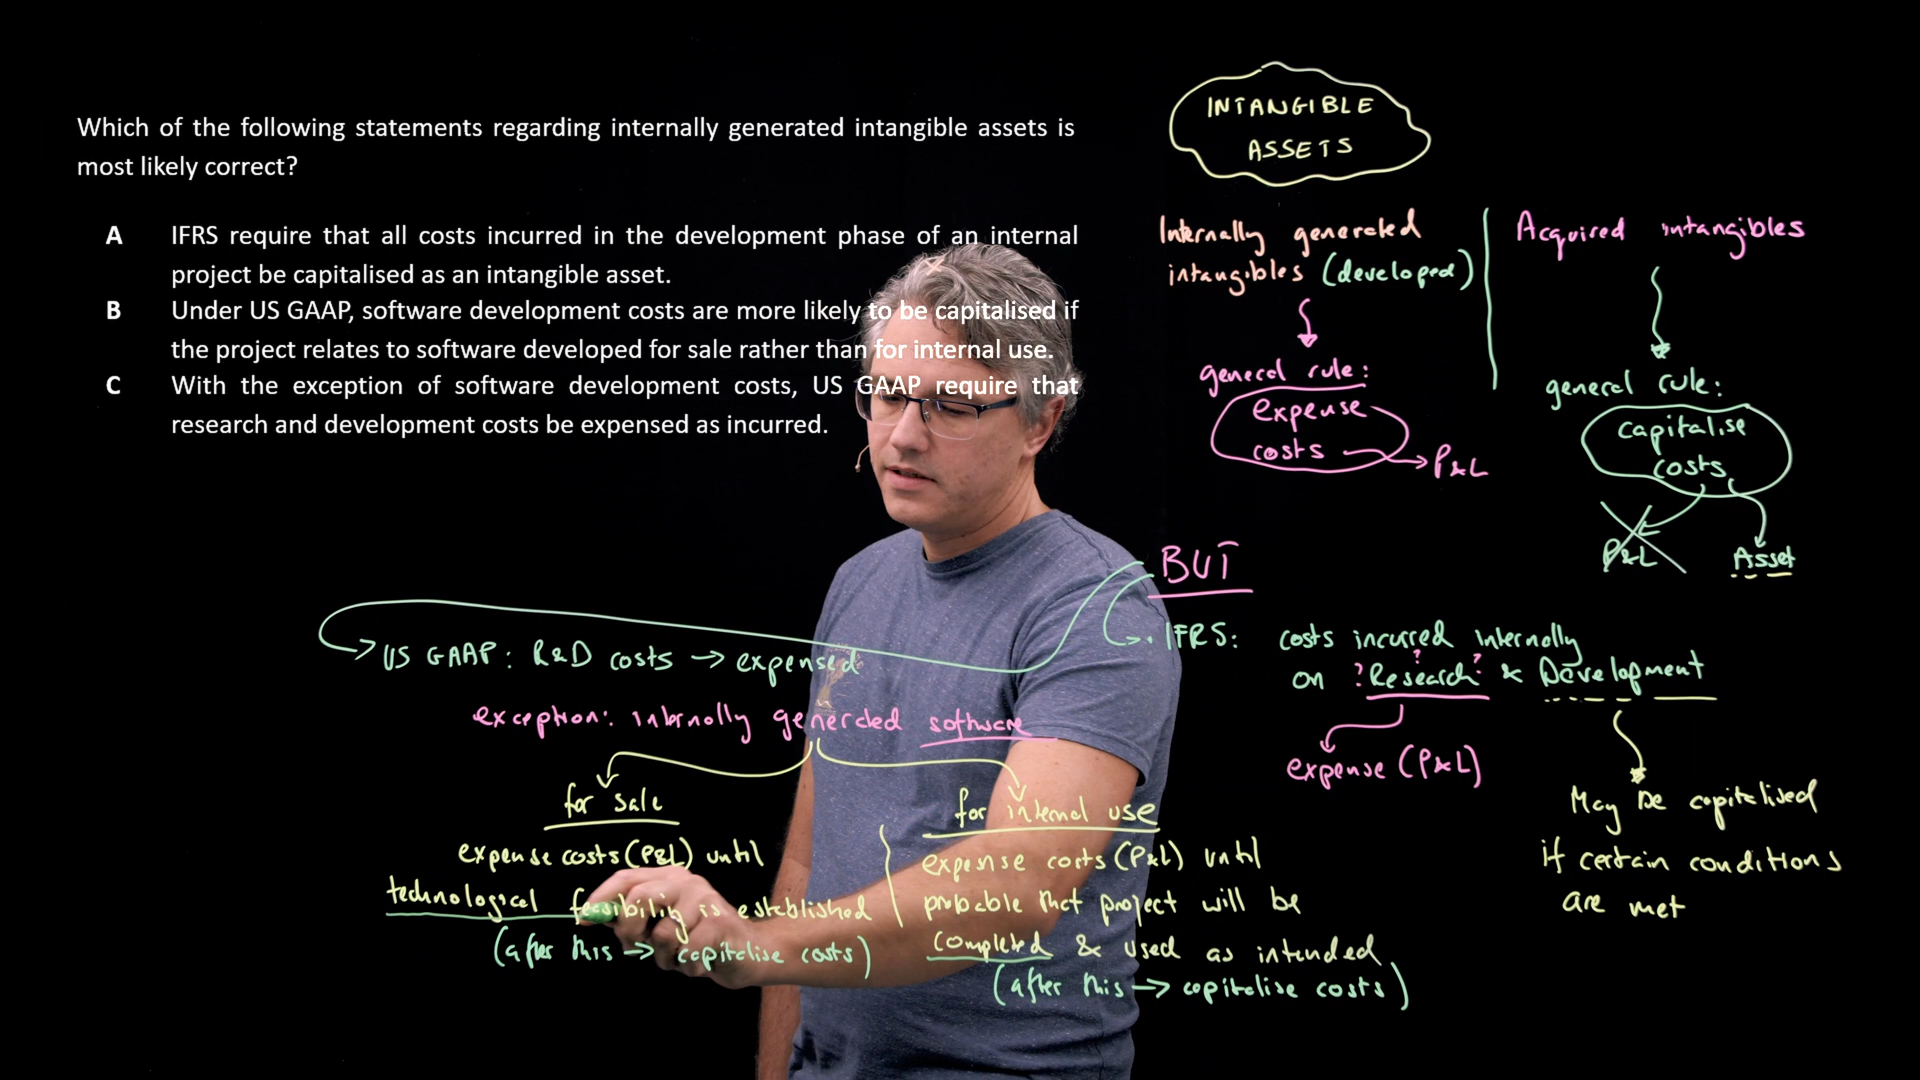 Which of the following statements regarding internally generated intangible assets is
most likely correct?
A IFRS require that all costs incurred in the development phase of an internal
project be capitalised as an intangible asset.
B Under US GAAP, software development costs are more likely to be capitalised if
the project relates to software developed for sale rather than for internal use.
C With the exception of software development costs, US GAAP require that
research and development costs be expensed as incurred.
INTANGIBLE
ASSETS
Internally generated
intangibles (developed)
general rule:
expense
costs → P&L
Acquired intangibles
general rule:
capitalise
costs
P&L
Asset
BUT
IFRS: costs incurred internally
on ?Research? & Development
expense (P&L)
May be capitalised
if certain conditions
are met
US GAAP: R&D costs → expensed
exception: internally generated software
for sale
expense costs (P&L) until
technological feasibility is established
(after this → capitalise costs)
for internal use
expense costs (P&L) until
probable that project will be
completed & used as intended
(after this → capitalise costs)